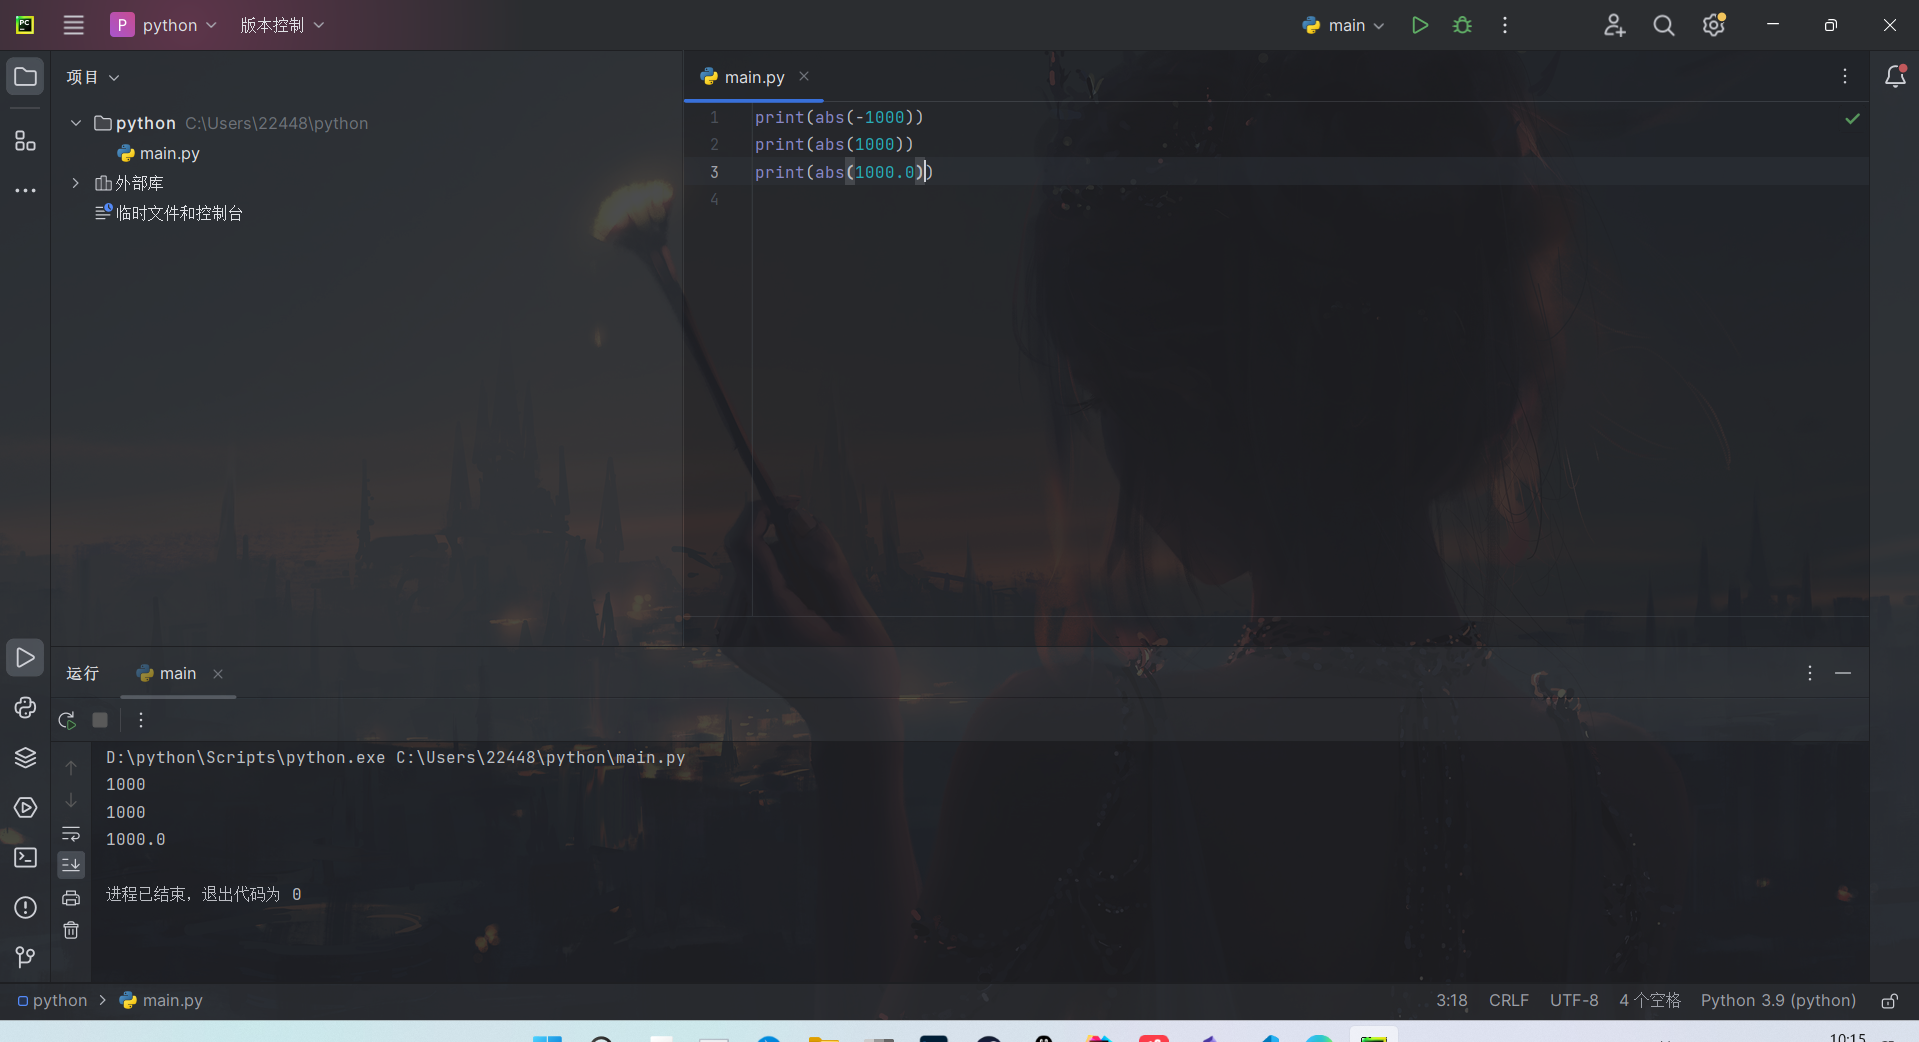 PC
P python 版本控制 main
项目
main.py
python C:\Users\22448\python
main.py
外部库
临时文件和控制台
1 print(abs(-1000))
2 print(abs(1000))
3 print(abs(1000.0))
4
运行 main
D:\python\Scripts\python.exe C:\Users\22448\python\main.py
1000
1000
1000.0
进程已结束，退出代码为 0
python > main.py
3:18 CRLF UTF-8 4 个空格 Python 3.9 (python)
10:15